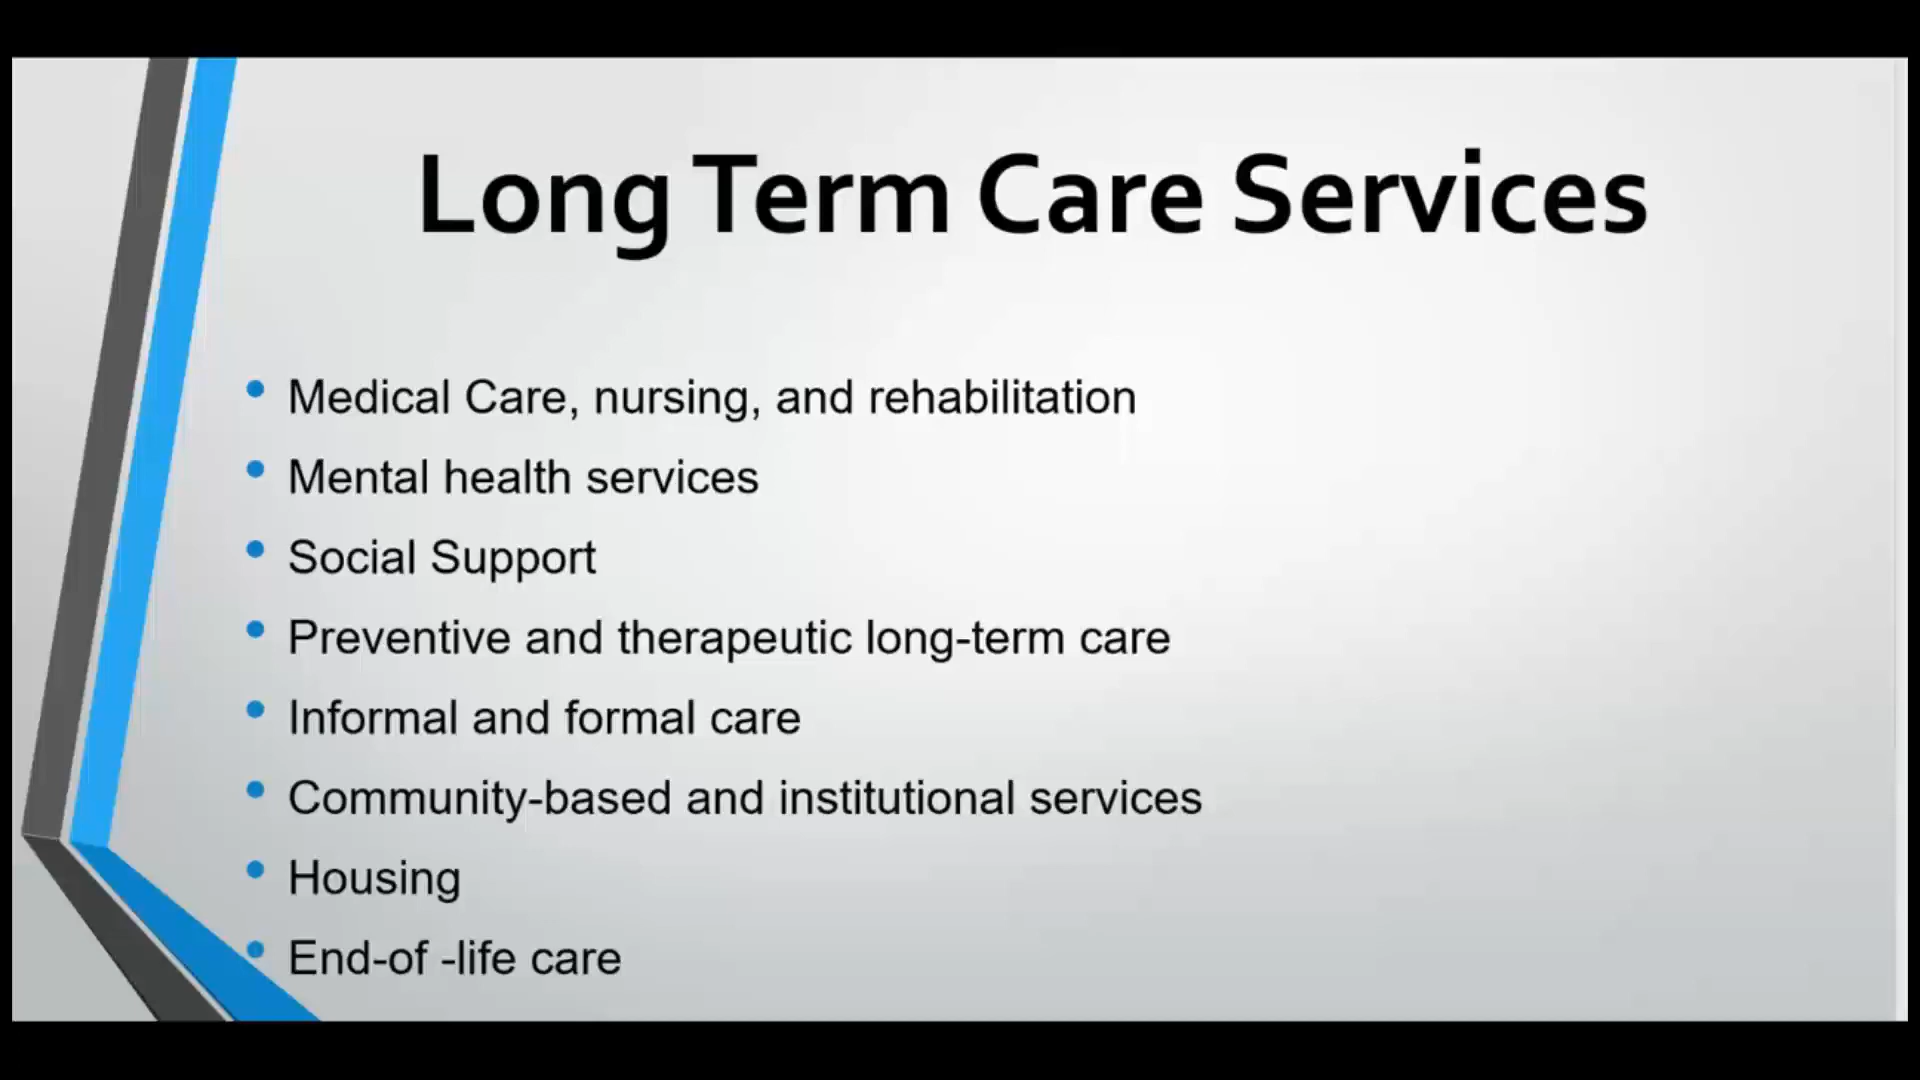 Long Term Care Services
• Medical Care, nursing, and rehabilitation
• Mental health services
• Social Support
• Preventive and therapeutic long-term care
• Informal and formal care
• Community-based and institutional services
• Housing
• End-of -life care